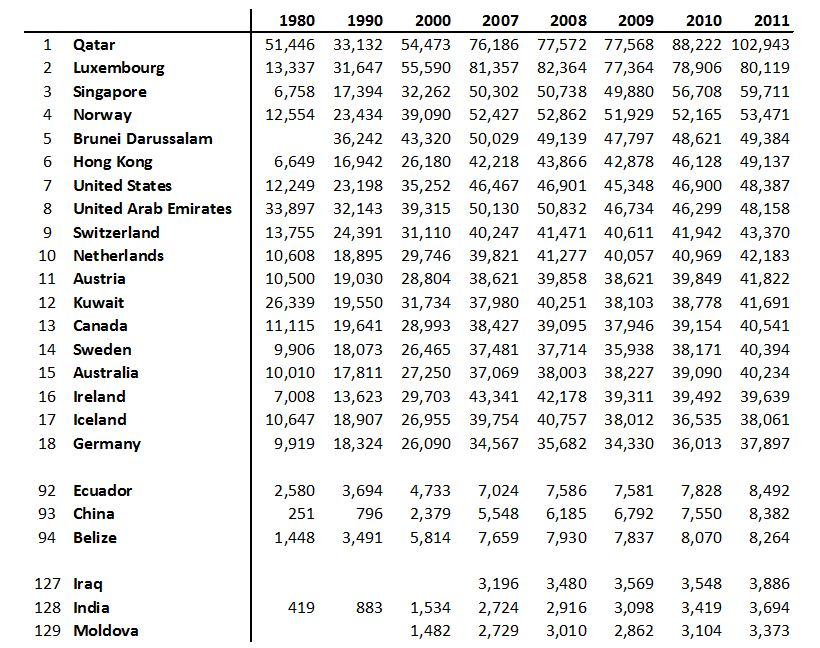 1980 1990 2000 2007 2008 2009 2010 2011
1 Qatar 51,446 33,132 54,473 76,186 77,572 77,568 88,222 102,943
2 Luxembourg 13,337 31,647 55,590 81,357 82,364 77,364 78,906 80,119
3 Singapore 6,758 17,394 32,262 50,302 50,738 49,880 56,708 59,711
4 Norway 12,554 23,434 39,090 52,427 52,862 51,929 52,165 53,471
5 Brunei Darussalam 36,242 43,320 50,029 49,139 47,797 48,621 49,384
6 Hong Kong 6,649 16,942 26,180 42,218 43,866 42,878 46,128 49,137
7 United States 12,249 23,198 35,252 46,467 46,901 45,348 46,900 48,387
8 United Arab Emirates 33,897 32,143 39,315 50,130 50,832 46,734 46,299 48,158
9 Switzerland 13,755 24,391 31,110 40,247 41,471 40,611 41,942 43,370
10 Netherlands 10,608 18,895 29,746 39,821 41,277 40,057 40,969 42,183
11 Austria 10,500 19,030 28,804 38,621 39,858 38,621 39,849 41,822
12 Kuwait 26,339 19,550 31,734 37,980 40,251 38,103 38,778 41,691
13 Canada 11,115 19,641 28,993 38,427 39,095 37,946 39,154 40,541
14 Sweden 9,906 18,073 26,465 37,481 37,714 35,938 38,171 40,394
15 Australia 10,010 17,811 27,250 37,069 38,003 38,227 39,090 40,234
16 Ireland 7,008 13,623 29,703 43,341 42,178 39,311 39,492 39,639
17 Iceland 10,647 18,907 26,955 39,754 40,757 38,012 36,535 38,061
18 Germany 9,919 18,324 26,090 34,567 35,682 34,330 36,013 37,897
92 Ecuador 2,580 3,694 4,733 7,024 7,586 7,581 7,828 8,492
93 China 251 796 2,379 5,548 6,185 6,792 7,550 8,382
94 Belize 1,448 3,491 5,814 7,659 7,930 7,837 8,070 8,264
127 Iraq 3,196 3,480 3,569 3,548 3,886
128 India 419 883 1,534 2,724 2,916 3,098 3,419 3,694
129 Moldova 1,482 2,729 3,010 2,862 3,104 3,373